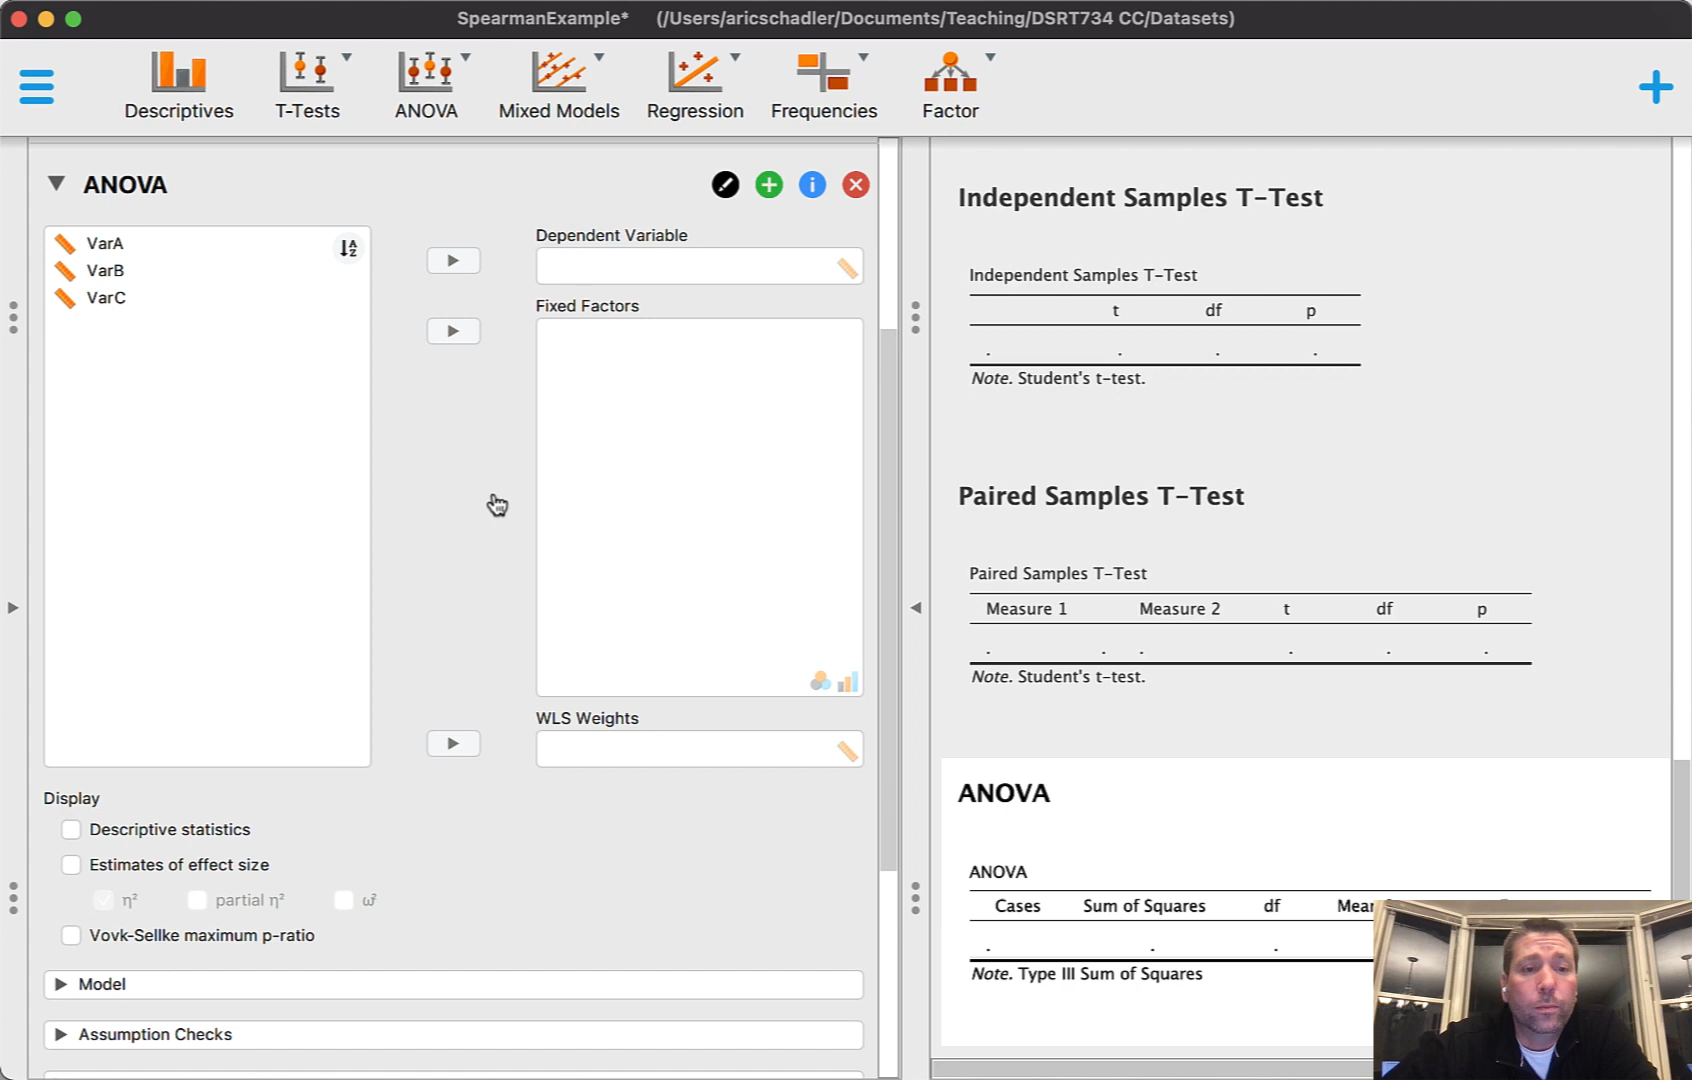 SpearmanExample* (/Users/aricschadler/Documents/Teaching/DSRT734 CC/Datasets)
Descriptives T-Tests ANOVA Mixed Models Regression Frequencies Factor
ANOVA
VarA
VarB
VarC
Dependent Variable
Fixed Factors
WLS Weights
Display
Descriptive statistics
Estimates of effect size
η² partial η² ω²
Vovk-Sellke maximum p-ratio
Model
Assumption Checks
Independent Samples T-Test
Independent Samples T-Test
t df p
. . . .
Note. Student's t-test.
Paired Samples T-Test
Paired Samples T-Test
Measure 1 Measure 2 t df p
. . . . . .
Note. Student's t-test.
ANOVA
ANOVA
Cases Sum of Squares df
. . .
Note. Type III Sum of Squares